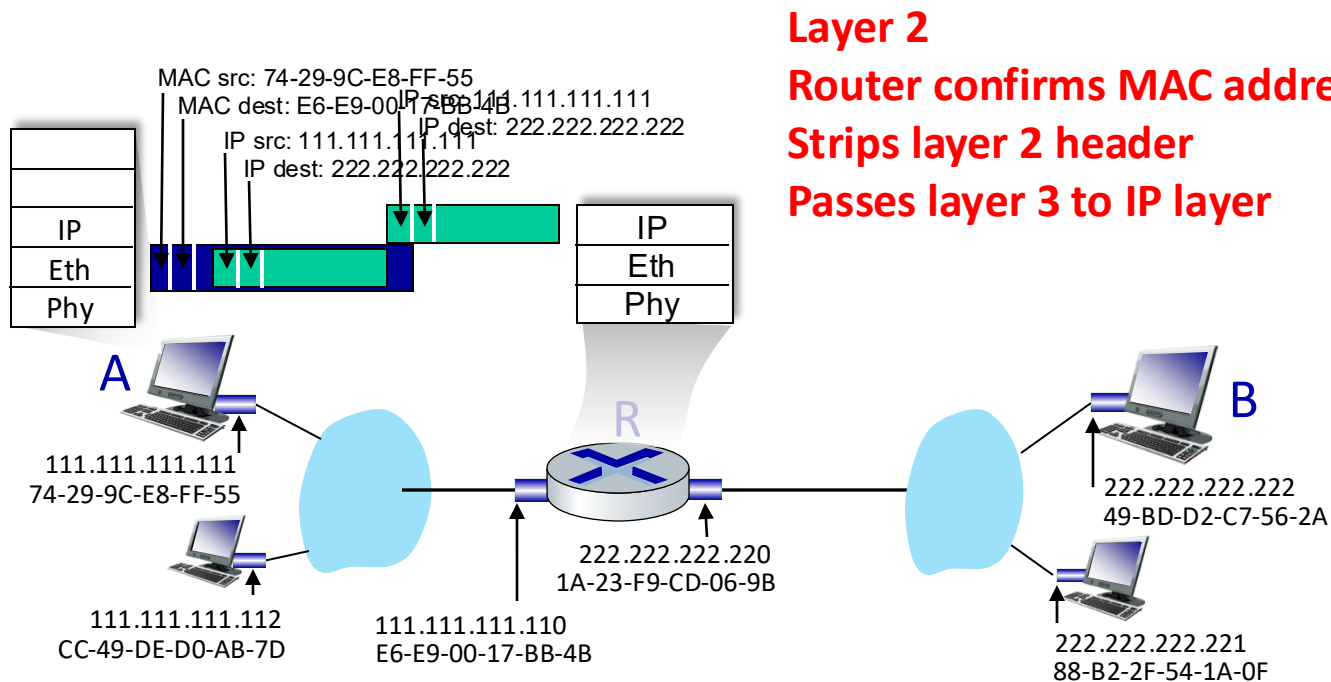 Layer 2
Router confirms MAC addre
Strips layer 2 header
Passes layer 3 to IP layer
MAC src: 74-29-9C-E8-FF-55
MAC dest: E6-E9-00-17-BB-4B
IP src: 111.111.111.111
IP dest: 222.222.222.222
IP src: 111.111.111.111
IP dest: 222.222.222.222
IP
Eth
Phy
IP
Eth
Phy
A
R
B
111.111.111.111
74-29-9C-E8-FF-55
222.222.222.222
49-BD-D2-C7-56-2A
222.222.222.220
1A-23-F9-CD-06-9B
111.111.111.112
CC-49-DE-D0-AB-7D
111.111.111.110
E6-E9-00-17-BB-4B
222.222.222.221
88-B2-2F-54-1A-0F